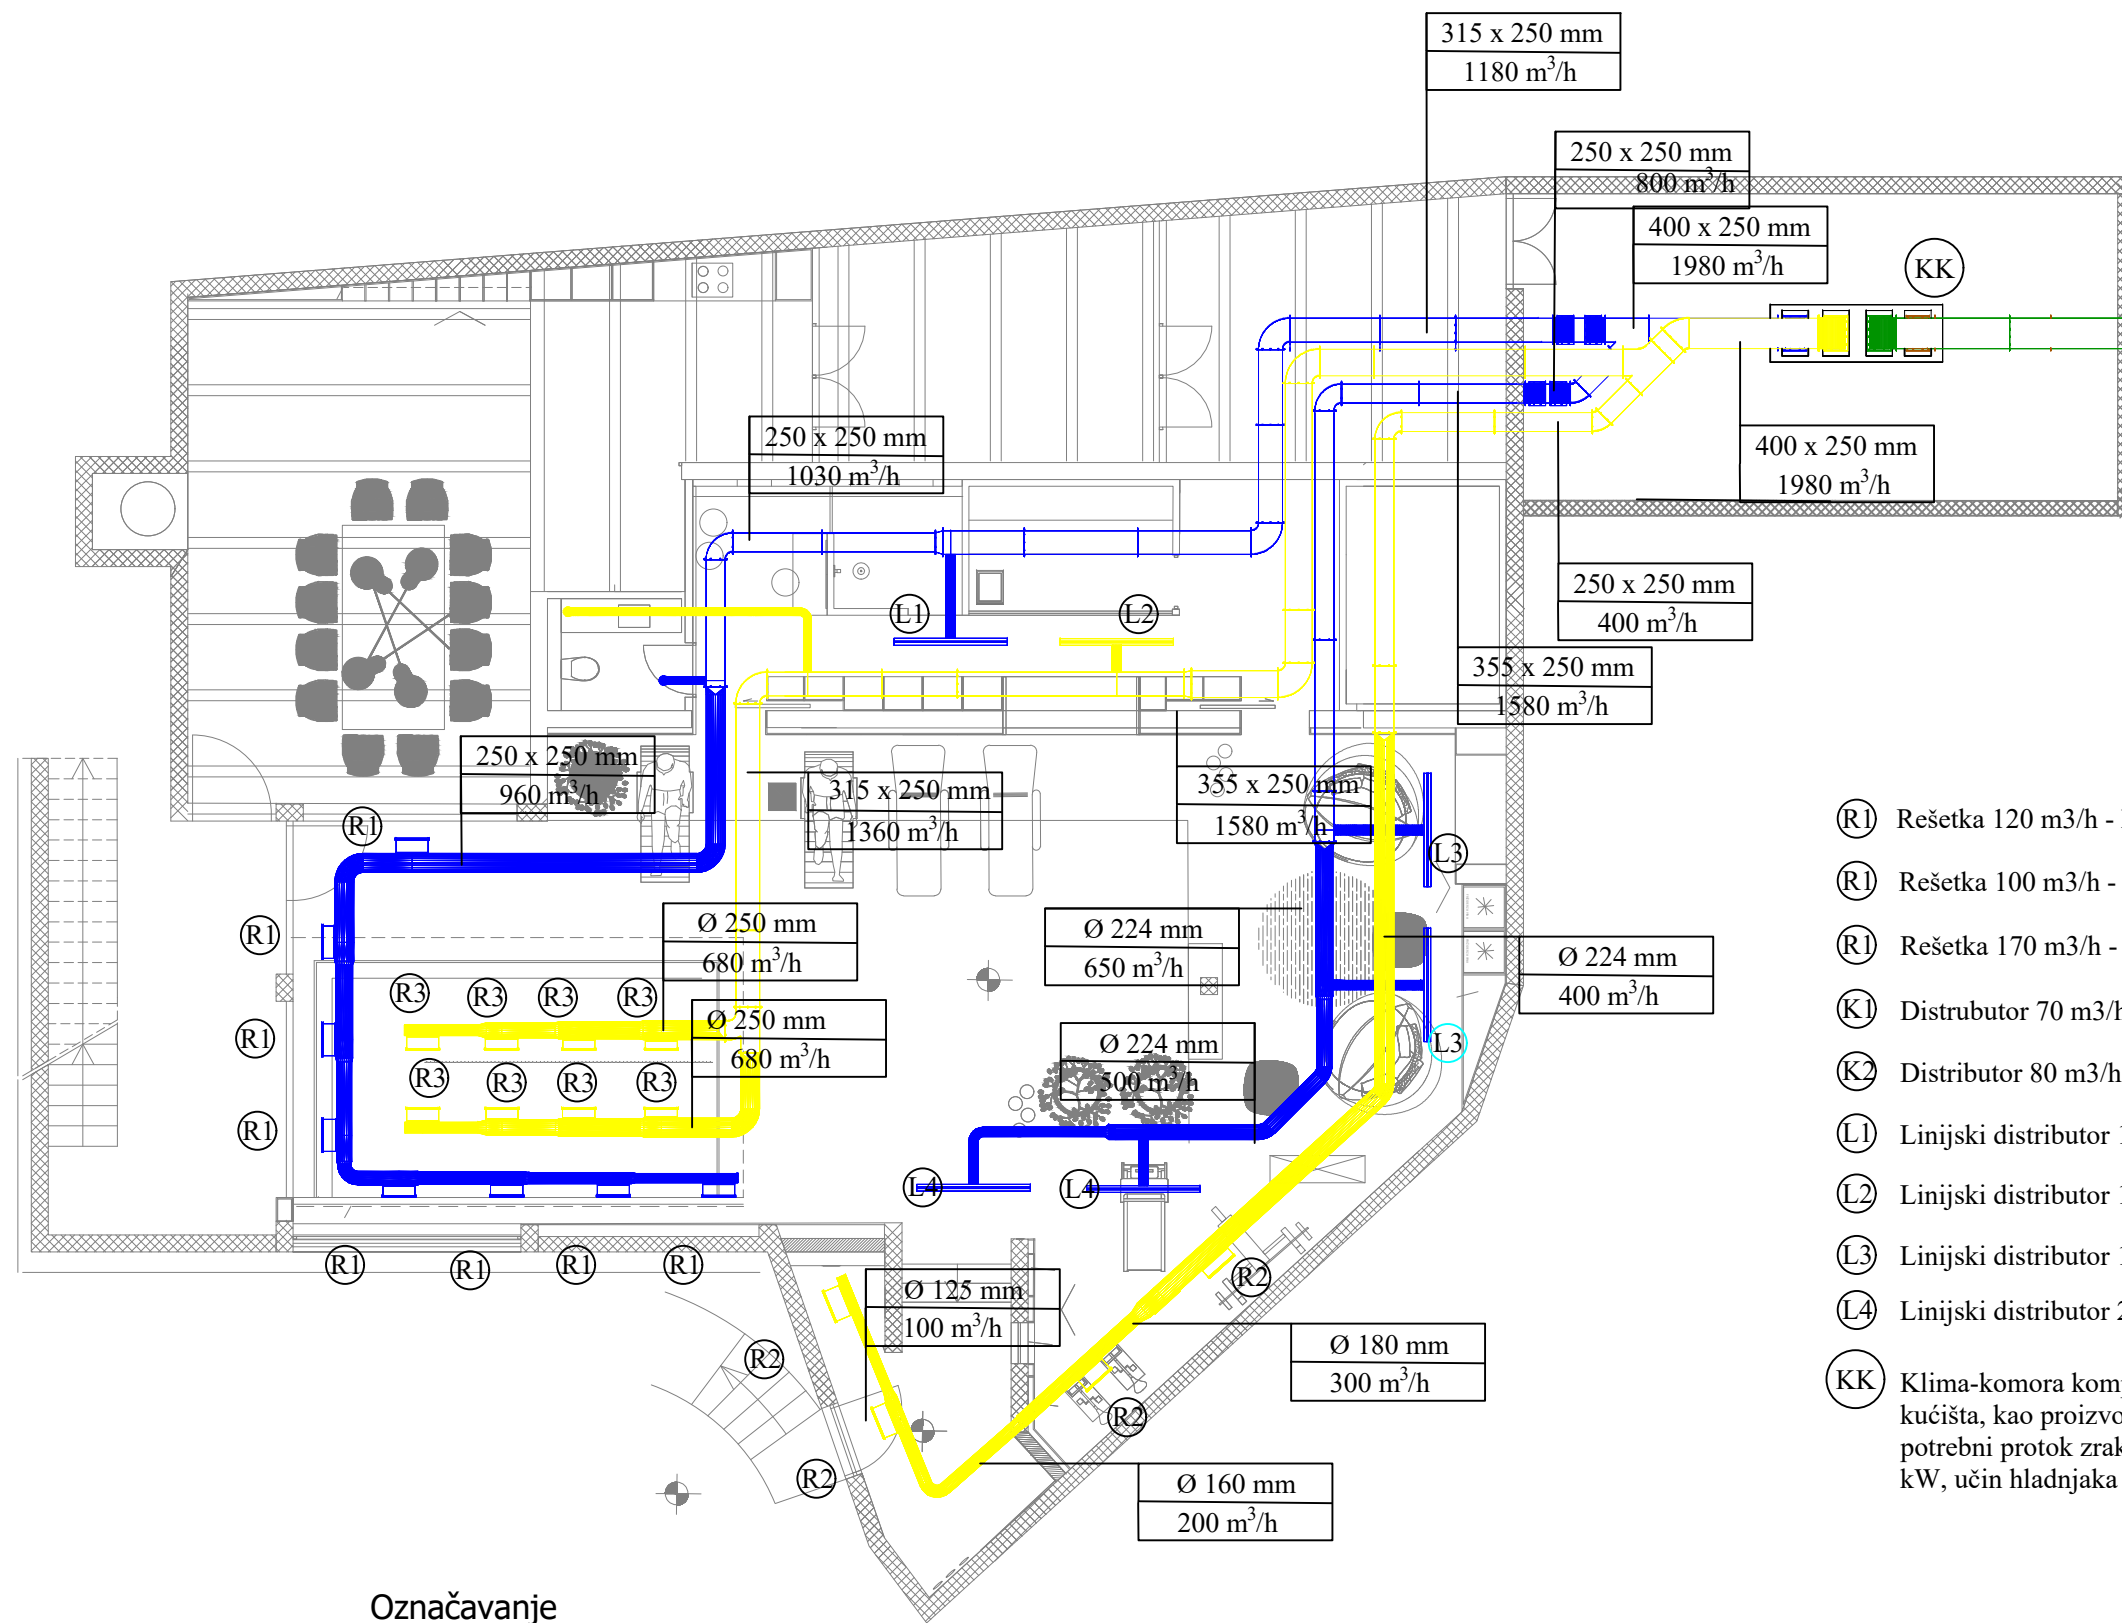 315 x 250 mm
1180 m³/h
250 x 250 mm
800 m³/h
400 x 250 mm
1980 m³/h
KK
250 x 250 mm
1030 m³/h
400 x 250 mm
1980 m³/h
250 x 250 mm
400 m³/h
L1
L2
355 x 250 mm
1580 m³/h
250 x 250 mm
960 m³/h
315 x 250 mm
1360 m³/h
355 x 250 mm
1580 m³/h
R1
L3
R1
Ø 250 mm
680 m³/h
Ø 224 mm
650 m³/h
Ø 224 mm
400 m³/h
R3
R3
R3
R3
Ø 250 mm
680 m³/h
R1
Ø 224 mm
500 m³/h
L3
R3
R3
R3
R3
R1
L4
L4
R1
R1
R1
R1
R2
Ø 125 mm
100 m³/h
R2
Ø 180 mm
300 m³/h
R2
R2
Ø 160 mm
200 m³/h
R1 Rešetka 120 m3/h -
R1 Rešetka 100 m3/h -
R1 Rešetka 170 m3/h -
K1 Distrubutor 70 m3/h
K2 Distributor 80 m3/h
L1 Linijski distributor
L2 Linijski distributor
L3 Linijski distributor
L4 Linijski distributor 2
KK Klima-komora
kućišta, kao
potrebni protok
kW, učin hladnjaka
Označavanje